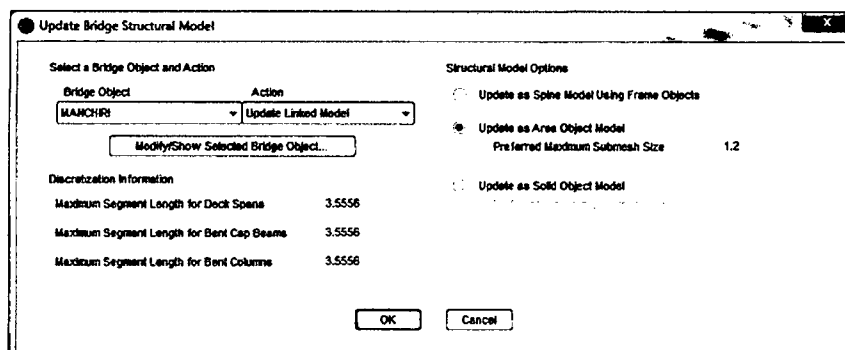 Update Bridge Structural Model
X
Select a Bridge Object and Action
Bridge Object
Action
MANCHIRI
Update Linked Model
Modify/Show Selected Bridge Object...
Discretization Information
Maximum Segment Length for Deck Spans 3.5556
Maximum Segment Length for Bent Cap Beams 3.5556
Maximum Segment Length for Bent Columns 3.5556
Structural Model Options
Update as Spine Model Using Frame Objects
Update as Area Object Model
Preferred Maximum Submesh Size 1.2
Update as Solid Object Model
OK
Cancel